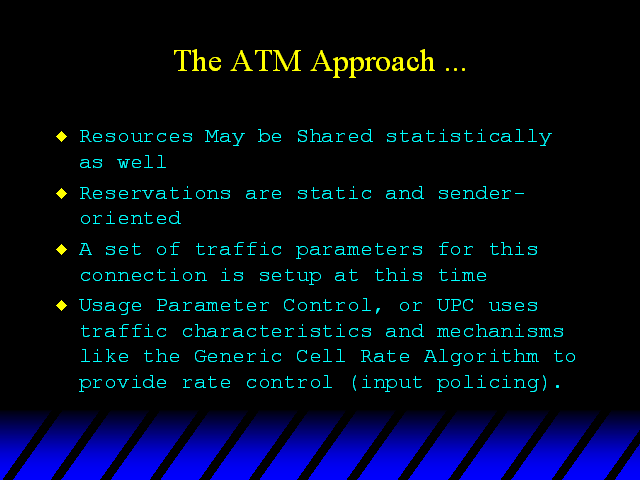 The ATM Approach ...
Resources May be Shared statistically
as well
Reservations are static and sender-
oriented
A set of traffic parameters for this
connection is setup at this time
Usage Parameter Control, or UPC uses
traffic characteristics and mechanisms
like the Generic Cell Rate Algorithm to
provide rate control (input policing).